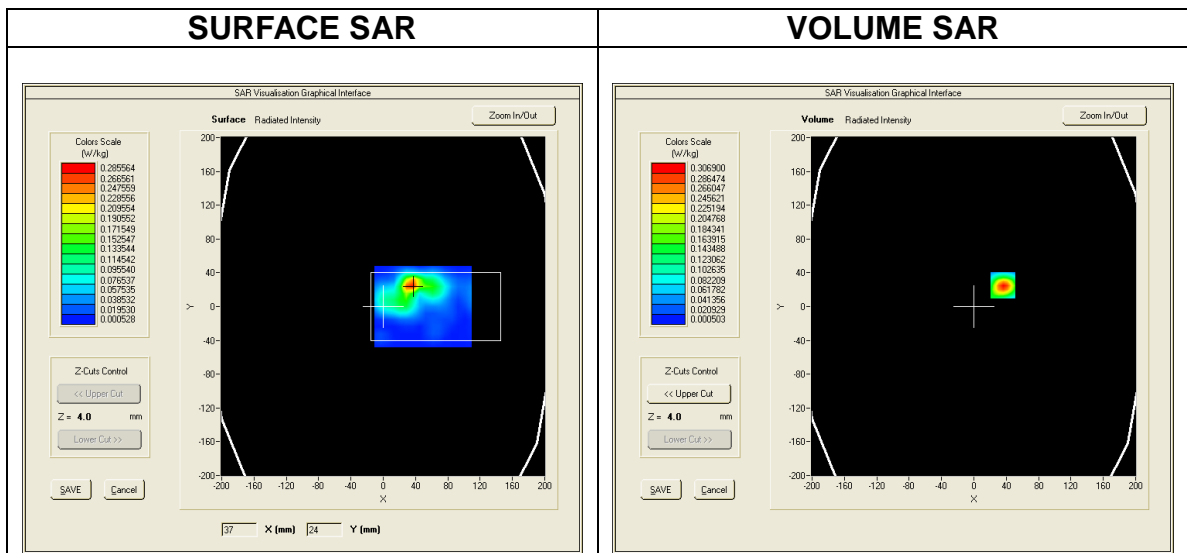 SURFACE SAR
VOLUME SAR
SAR Visualisation Graphical Interface
Surface Radiated Intensity
Zoom In/Out
Colors Scale
(W/kg)
0.285564
0.266561
0.247559
0.228556
0.209554
0.190552
0.171549
0.152547
0.133544
0.114542
0.095540
0.076537
0.057535
0.038532
0.019530
0.000528
Z-Cuts Control
<< Upper Cut
Z = 4.0 mm
Lower Cut >>
SAVE Cancel
200
160
120
80
40
0
-40
-80
-120
-160
-200
Y
-200 -160 -120 -80 -40 0 40 80 120 160 200
X
37 X (mm) 24 Y (mm)
SAR Visualisation Graphical Interface
Volume Radiated Intensity
Zoom In/Out
Colors Scale
(W/kg)
0.306900
0.286474
0.266047
0.245621
0.225194
0.204768
0.184341
0.163915
0.143488
0.123062
0.102635
0.082209
0.061782
0.041356
0.020929
0.000503
Z-Cuts Control
<< Upper Cut
Z = 4.0 mm
Lower Cut >>
SAVE Cancel
200
160
120
80
40
0
-40
-80
-120
-160
-200
Y
-200 -160 -120 -80 -40 0 40 80 120 160 200
X